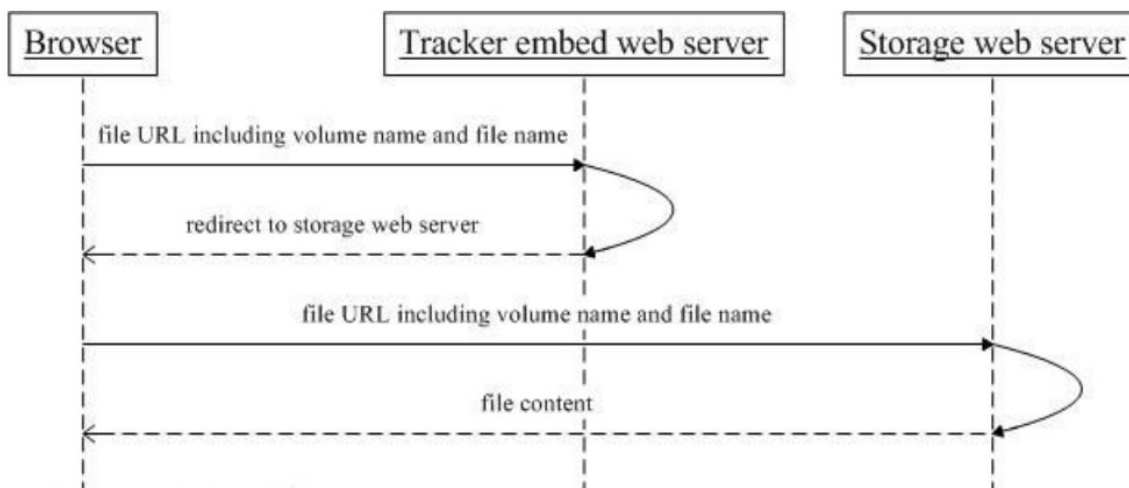 Browser
Tracker embed web server
Storage web server
file URL including volume name and file name
redirect to storage web server
file URL including volume name and file name
file content